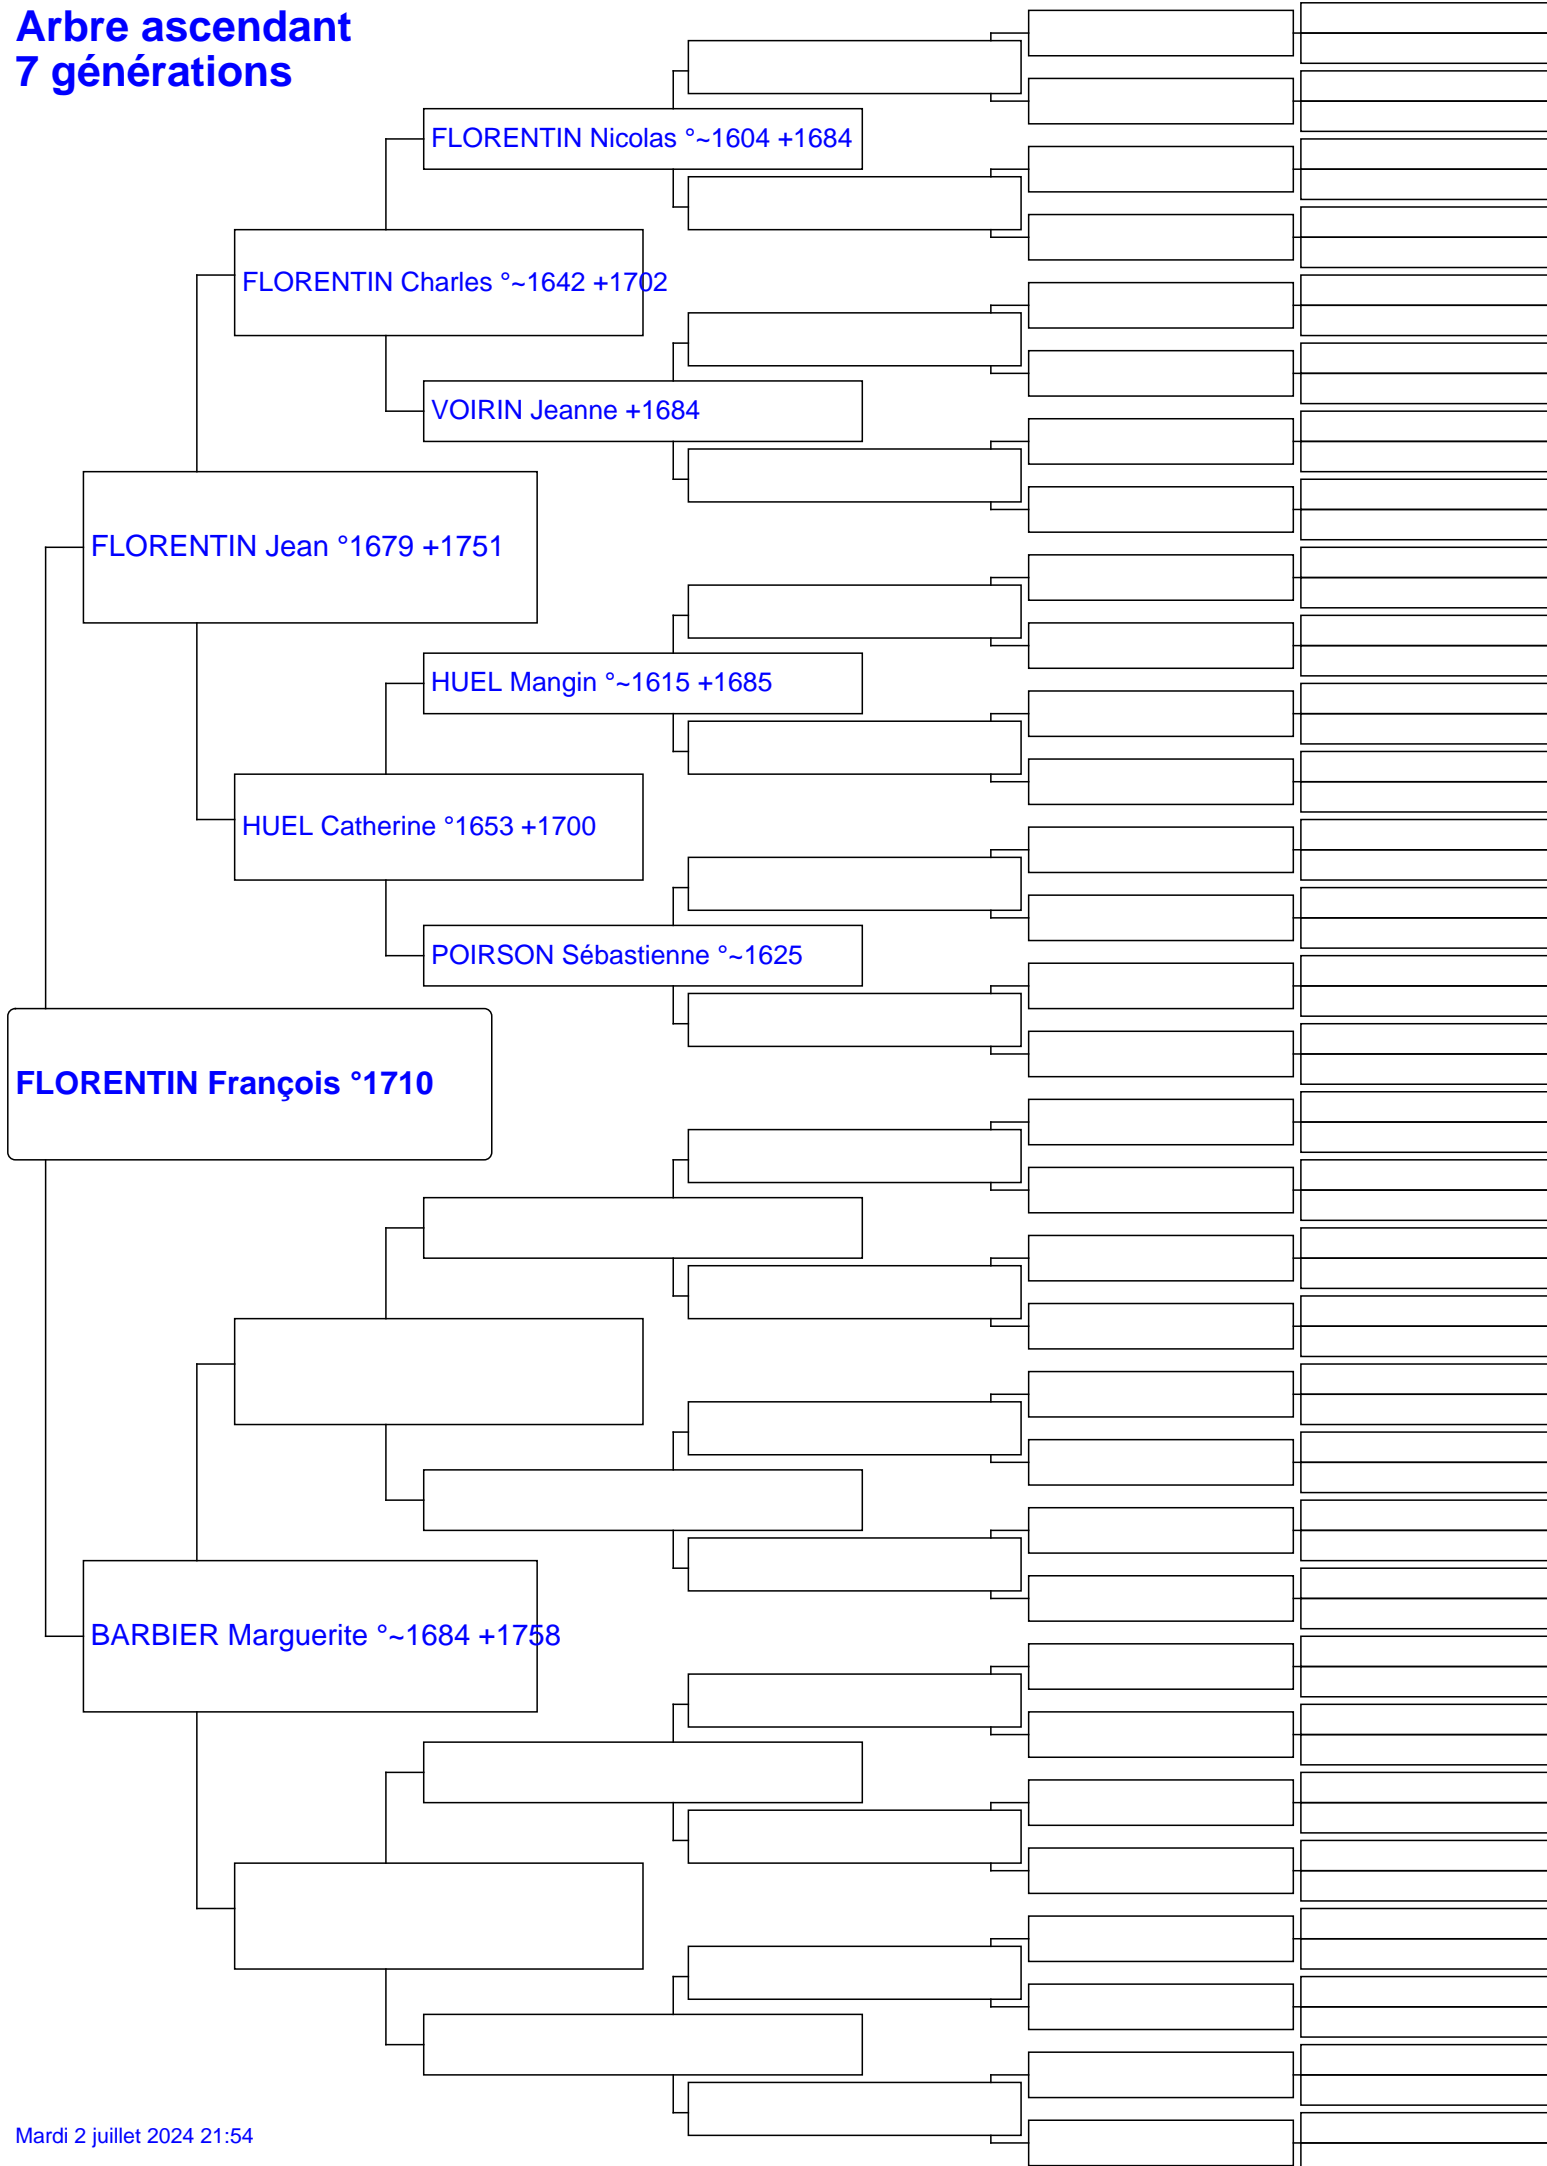 Arbre ascendant
7 générations
FLORENTIN Nicolas °~1604 +1684
FLORENTIN Charles °~1642 +1702
VOIRIN Jeanne +1684
FLORENTIN Jean °1679 +1751
HUEL Mangin °~1615 +1685
HUEL Catherine °1653 +1700
POIRSON Sébastienne °~1625
FLORENTIN François °1710
BARBIER Marguerite °~1684 +1758
Mardi 2 juillet 2024 21:54